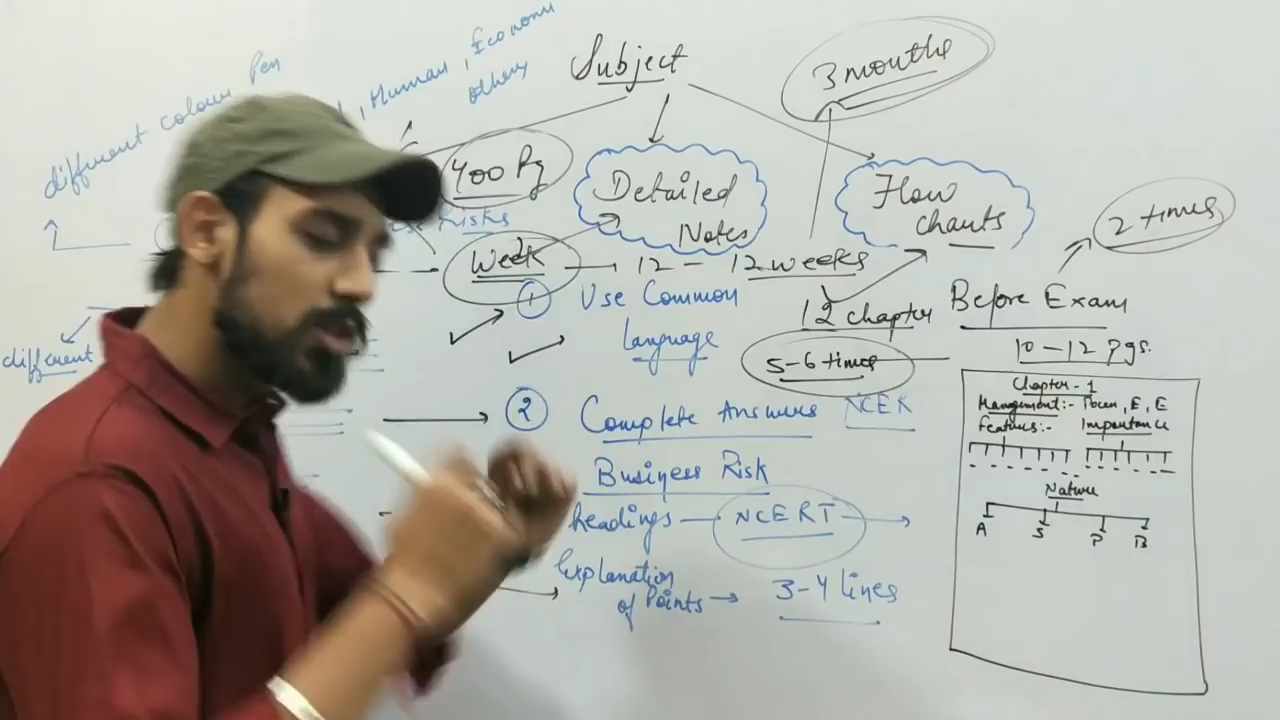 Subject
3 months
different colour Pen
, Human, Economic
others
400 Pg
Detailed
Notes
Flow
charts
2 times
Risks
Week
12 - 12 weeks
12 chapter
Before Exam
10-12 pgs.
1 Use Common
Language
5-6 times
different
2 Complete Answers
Business Risk
headings - NCERT
Explanation
of Points → 3-4 lines
Chapter - 1
Management:- , E, E
Features:- Importance
Nature
A S P B